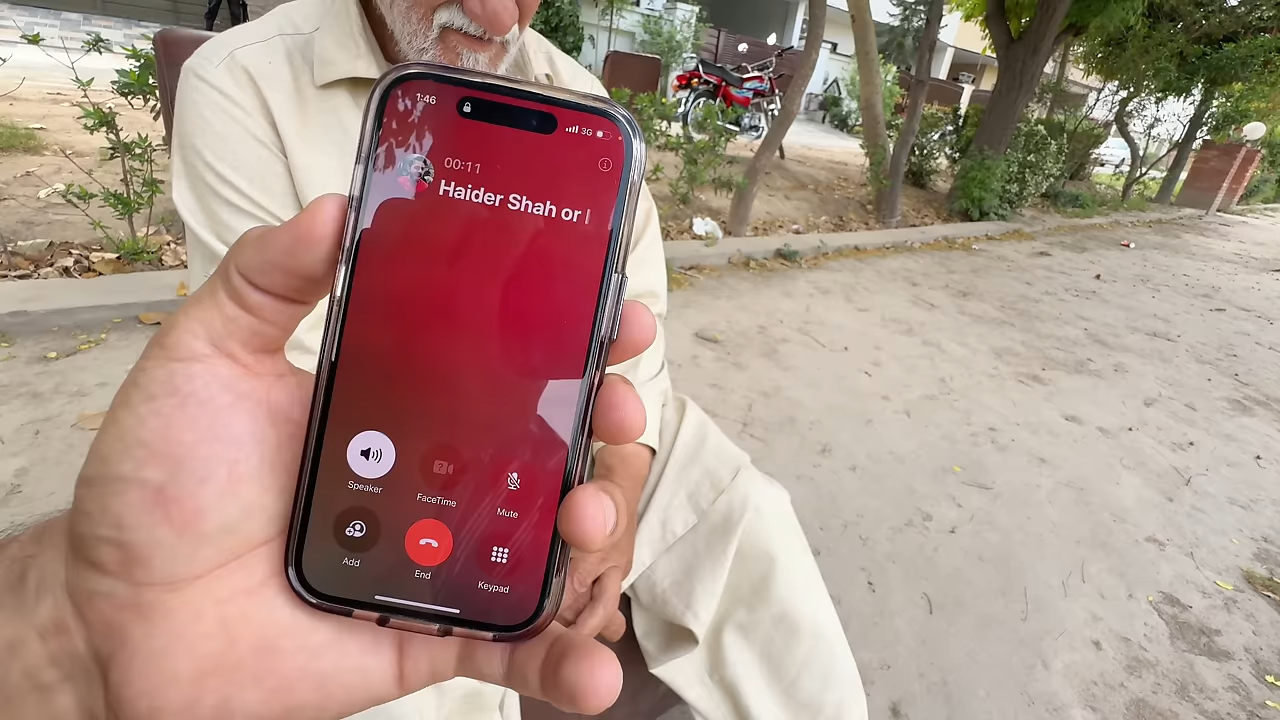 1:46
3G
00:11
Haider Shah or
Speaker
FaceTime
Mute
Add
End
Keypad